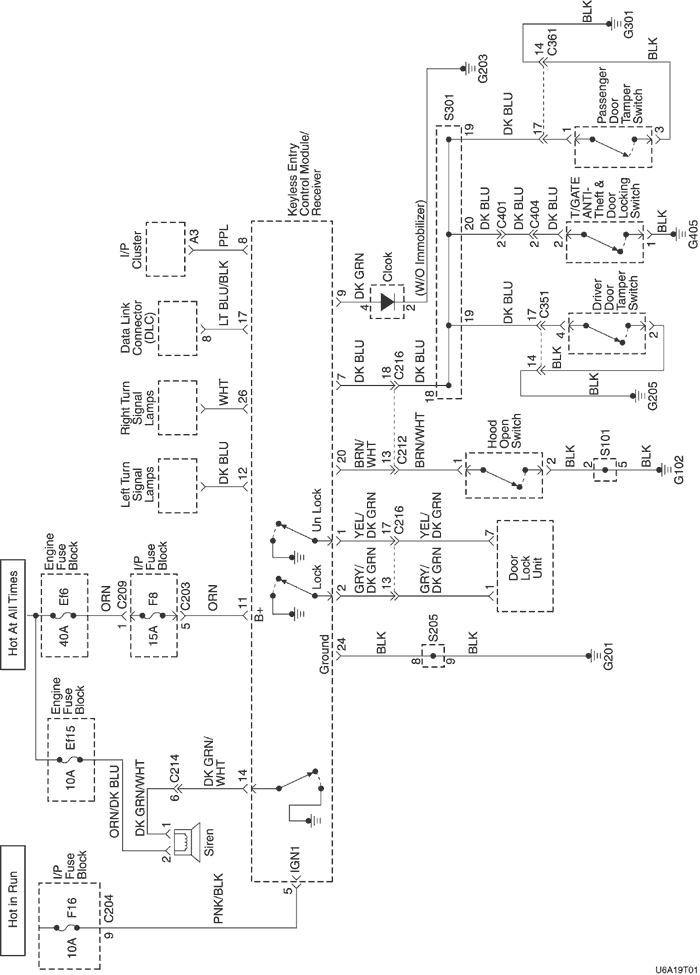 Hot in Run
Hot At All Times
I/P
Fuse
Block
F16
10A
9
C204
PNK/BLK
5
IGN1
Engine
Fuse
Block
Ef15
10A
ORN/DK BLU
2
1
Siren
DK GRN/WHT
6
C214
DK GRN/
WHT
14
Engine
Fuse
Block
Ef6
40A
ORN
1
C209
I/P
Fuse
Block
F8
15A
5
C203
ORN
11
B+
Left Turn
Signal
Lamps
DK BLU
12
Right Turn
Signal
Lamps
WHT
26
Data Link
Connector
(DLC)
8
LT BLU/BLK
17
I/P
Cluster
A3
PPL
8
Keyless Entry
Control Module/
Receiver
Ground
24
BLK
8
S205
9
BLK
G201
Lock
2
GRY/
DK GRN
13
GRY/
DK GRN
1
Un Lock
1
YEL/
DK GRN
17
C216
YEL/
DK GRN
7
Door
Lock
Unit
20
BRN/
WHT
13
C212
BRN/WHT
1
Hood
Open
Switch
2
BLK
2
S101
5
BLK
G102
7
DK BLU
18
C216
DK BLU
18
S301
9
DK GRN
4
Clook
2
(W/O Immobilizer)
G203
19
DK BLU
17
C351
4
Driver
Door
Tamper
Switch
2
BLK
14
BLK
G205
20
DK BLU
2
C401
DK BLU
2
C404
DK BLU
2
T/GATE
ANTI-
Theft &
Door
Locking
Switch
1
BLK
G405
19
DK BLU
17
1
Passenger
Door
Tamper
Switch
3
BLK
14
C361
BLK
G301
U6A19T01